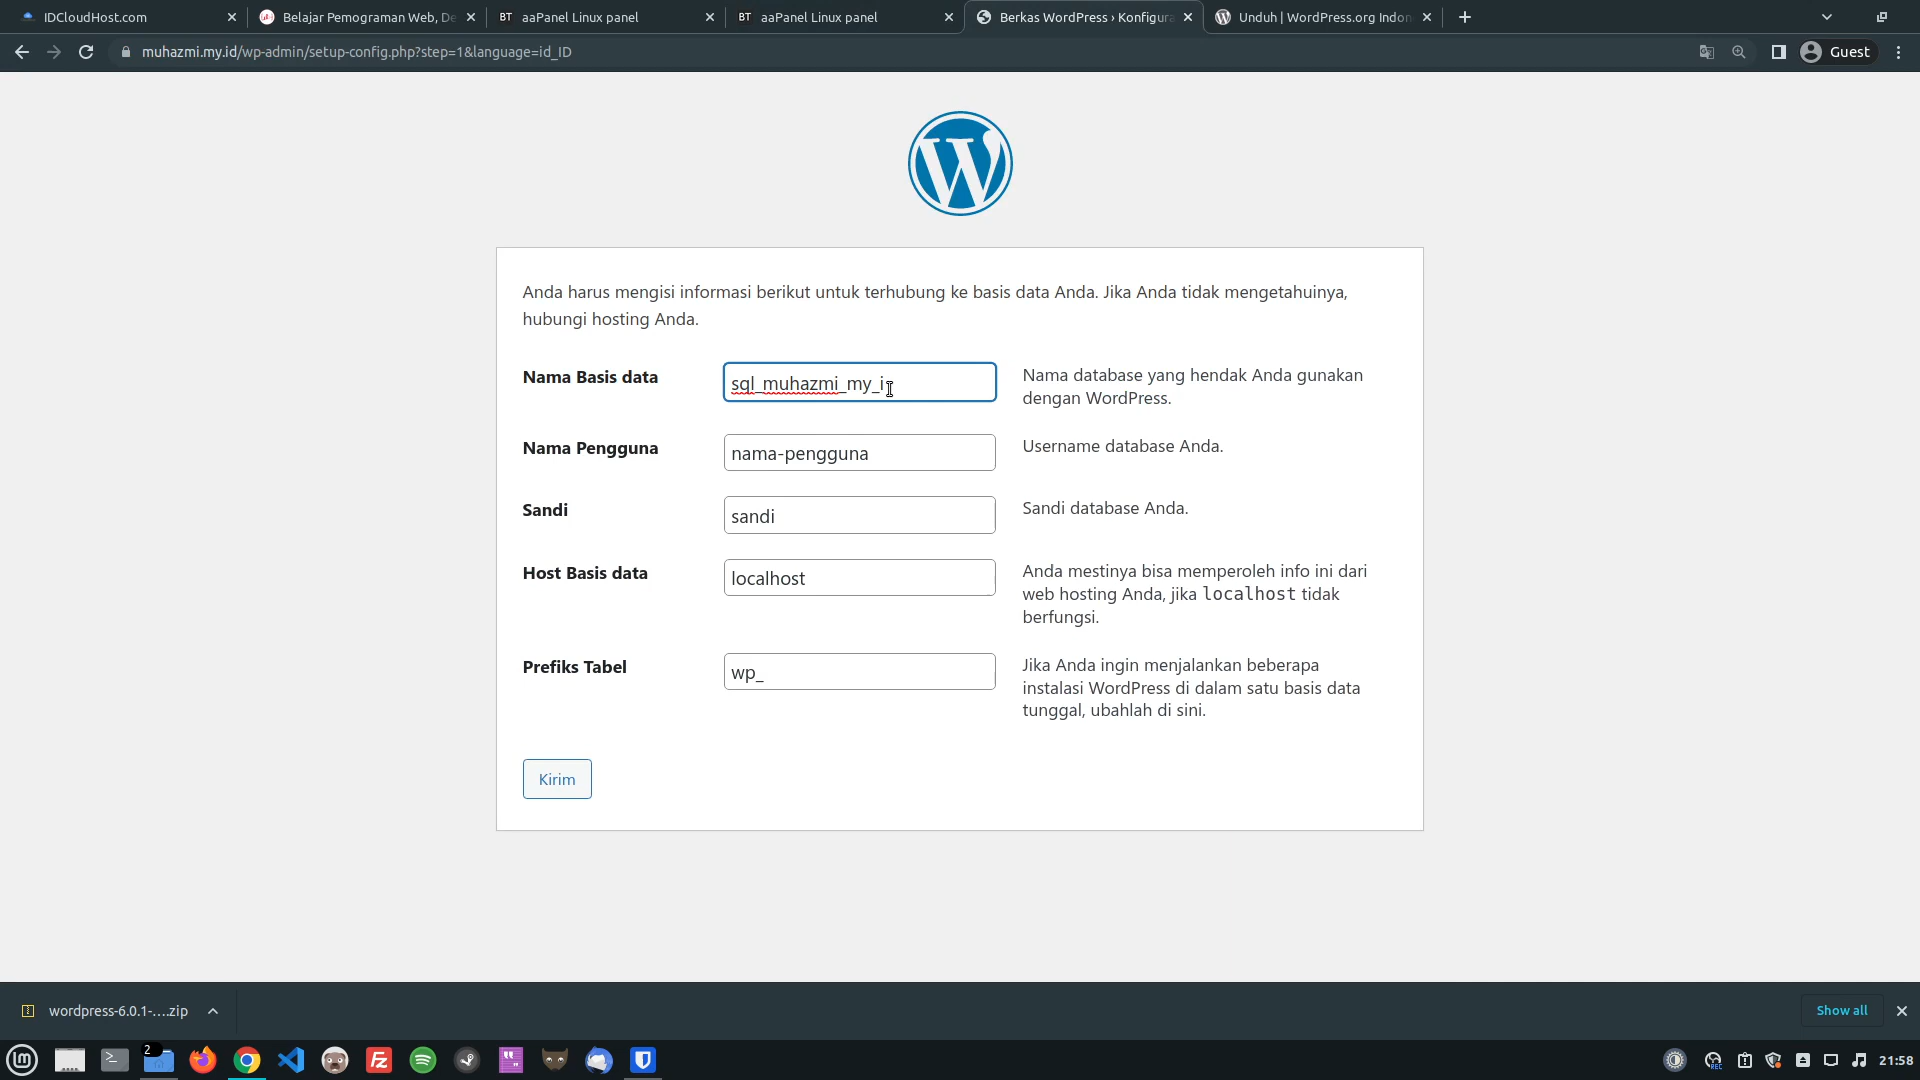 IDCloudHost.com
Belajar Pemograman Web, De
BT aaPanel Linux panel
BT aaPanel Linux panel
Berkas WordPress › Konfigura
Unduh | WordPress.org Indon
muhazmi.my.id/wp-admin/setup-config.php?step=1&language=id_ID
Guest
Anda harus mengisi informasi berikut untuk terhubung ke basis data Anda. Jika Anda tidak mengetahuinya,
hubungi hosting Anda.
Nama Basis data
sql_muhazmi_my_i
Nama database yang hendak Anda gunakan
dengan WordPress.
Nama Pengguna
nama-pengguna
Username database Anda.
Sandi
sandi
Sandi database Anda.
Host Basis data
localhost
Anda mestinya bisa memperoleh info ini dari
web hosting Anda, jika localhost tidak
berfungsi.
Prefiks Tabel
wp_
Jika Anda ingin menjalankan beberapa
instalasi WordPress di dalam satu basis data
tunggal, ubahlah di sini.
Kirim
wordpress-6.0.1-....zip
Show all
2
REC
21:58